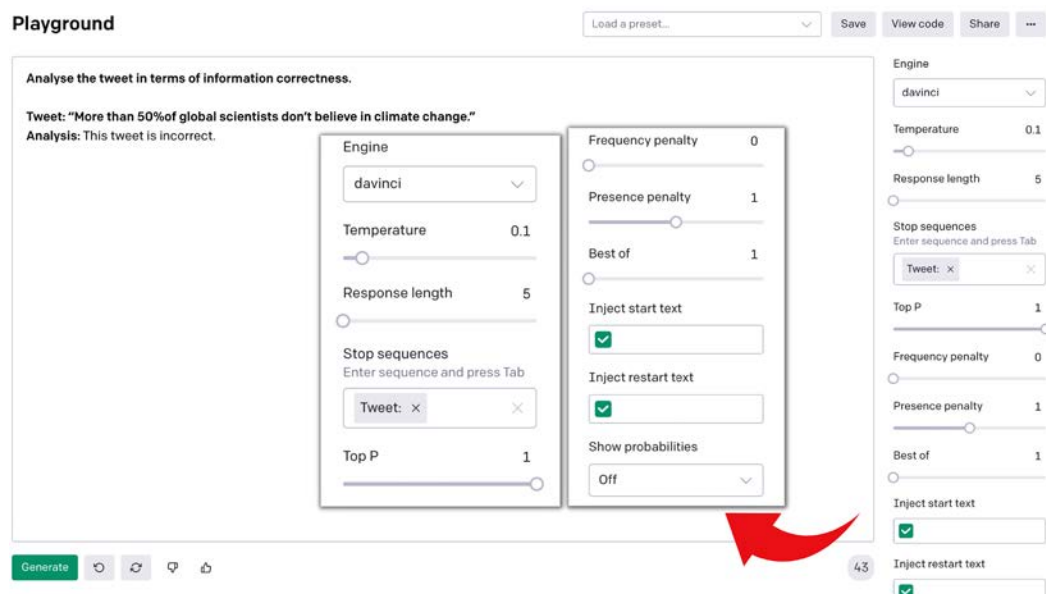 Playground
Load a preset...
Save
View code
Share
Analyse the tweet in terms of information correctness.
Tweet: “More than 50%of global scientists don’t believe in climate change.”
Analysis: This tweet is incorrect.
Engine
davinci
Temperature 0.1
Response length 5
Stop sequences
Enter sequence and press Tab
Tweet: ×
Top P 1
Frequency penalty 0
Presence penalty 1
Best of 1
Inject start text
Inject restart text
Show probabilities
Off
Engine
davinci
Temperature 0.1
Response length 5
Stop sequences
Enter sequence and press Tab
Tweet: ×
Top P 1
Frequency penalty 0
Presence penalty 1
Best of 1
Inject start text
Inject restart text
Generate
43